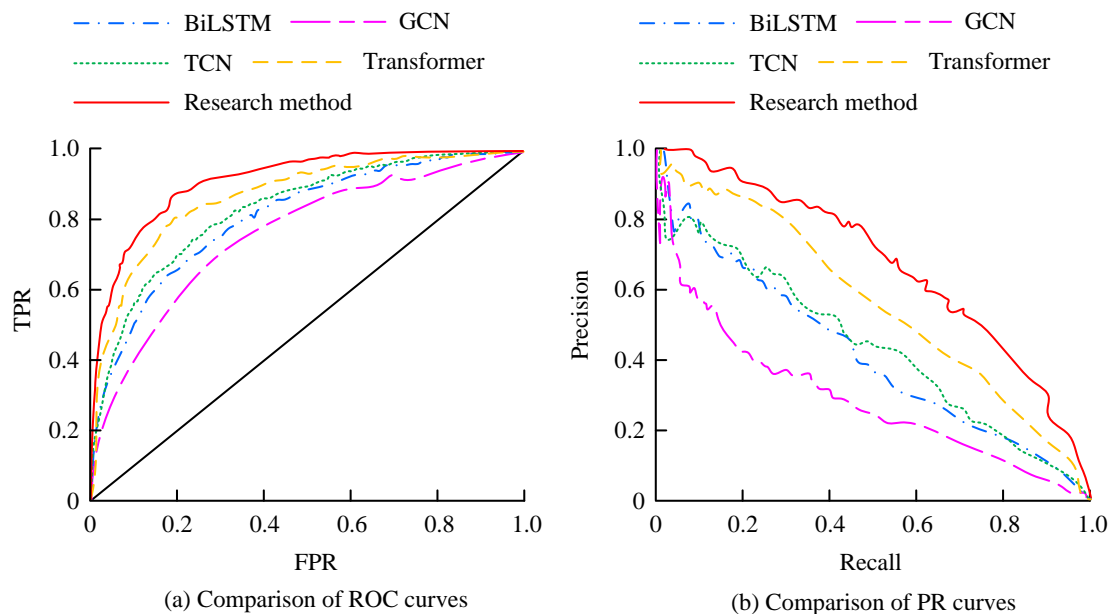 BiLSTM GCN
TCN Transformer
Research method
1.0
0.8
0.6
0.4
0.2
0
TPR
0 0.2 0.4 0.6 0.8 1.0
FPR
(a) Comparison of ROC curves
BiLSTM GCN
TCN Transformer
Research method
1.0
0.8
0.6
0.4
0.2
0
Precision
0 0.2 0.4 0.6 0.8 1.0
Recall
(b) Comparison of PR curves